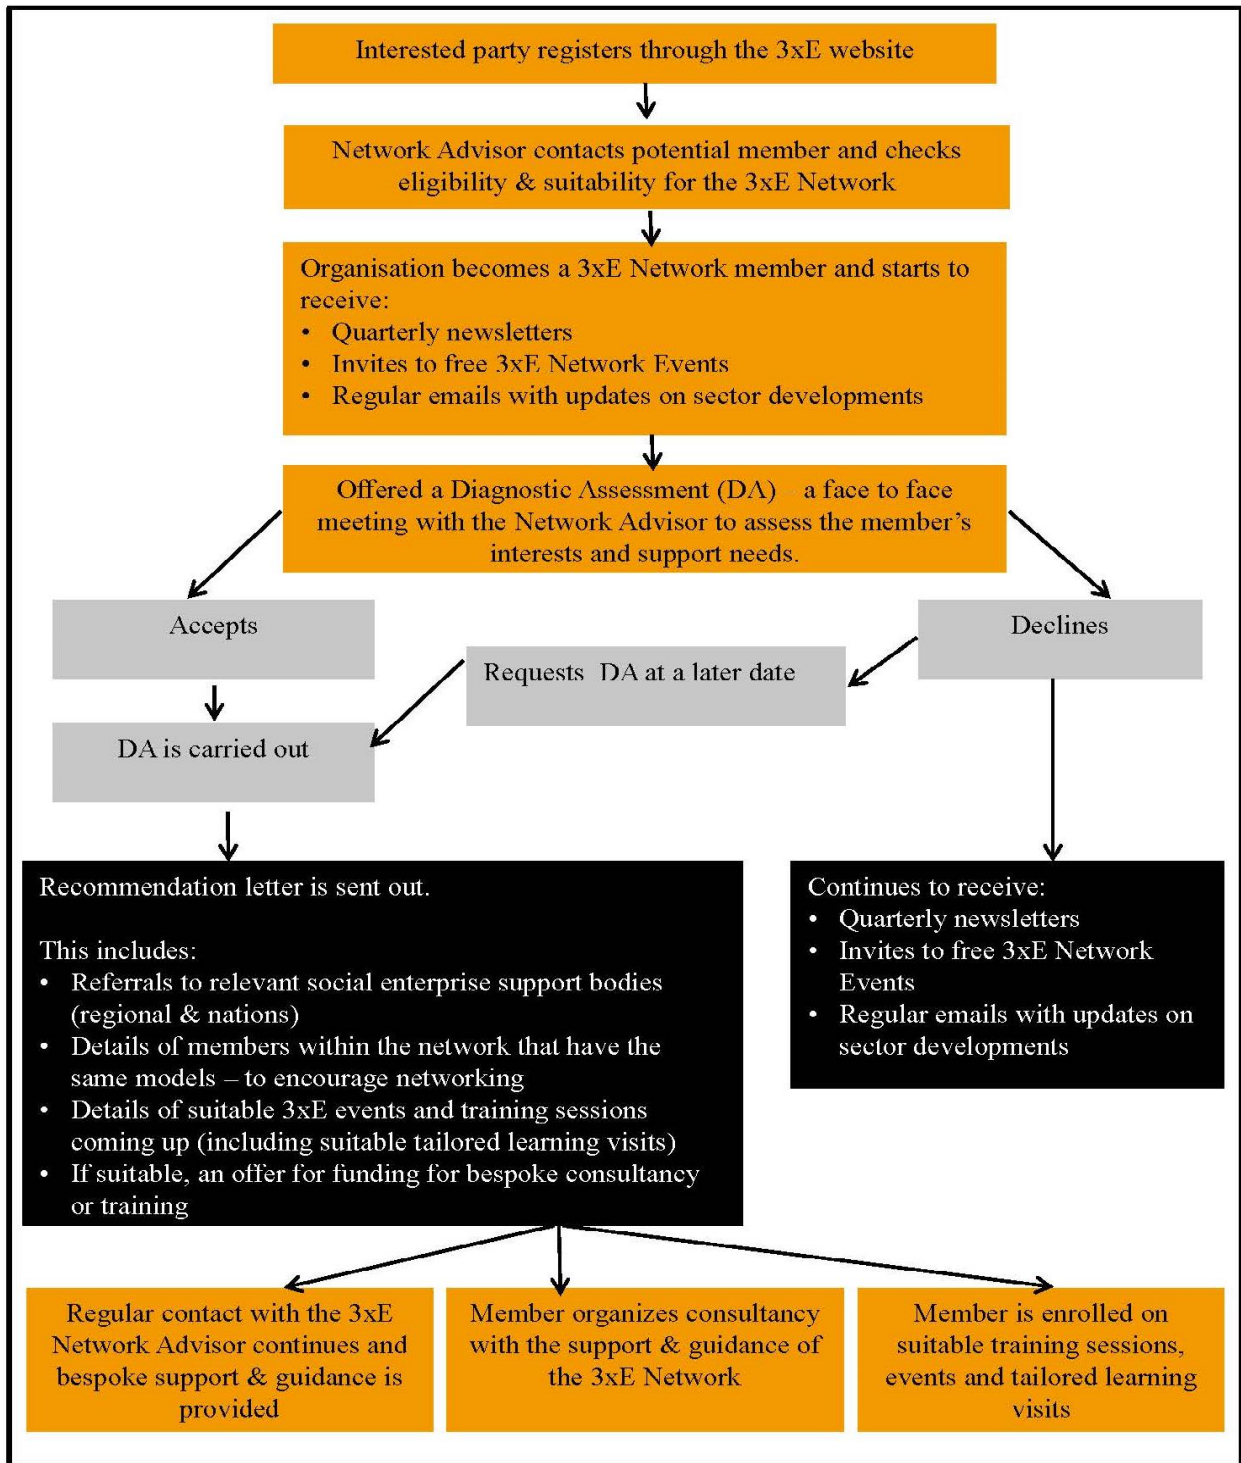 Interested party registers through the 3xE website
Network Advisor contacts potential member and checks
eligibility & suitability for the 3xE Network
Organisation becomes a 3xE Network member and starts to
receive:
• Quarterly newsletters
• Invites to free 3xE Network Events
• Regular emails with updates on sector developments
Offered a Diagnostic Assessment (DA) – a face to face
meeting with the Network Advisor to assess the member’s
interests and support needs.
Accepts
Declines
Requests DA at a later date
DA is carried out
Recommendation letter is sent out.
This includes:
• Referrals to relevant social enterprise support bodies
(regional & nations)
• Details of members within the network that have the
same models – to encourage networking
• Details of suitable 3xE events and training sessions
coming up (including suitable tailored learning visits)
• If suitable, an offer for funding for bespoke consultancy
or training
Continues to receive:
• Quarterly newsletters
• Invites to free 3xE Network
Events
• Regular emails with updates on
sector developments
Regular contact with the 3xE
Network Advisor continues and
bespoke support & guidance is
provided
Member organizes consultancy
with the support & guidance of
the 3xE Network
Member is enrolled on
suitable training sessions,
events and tailored learning
visits